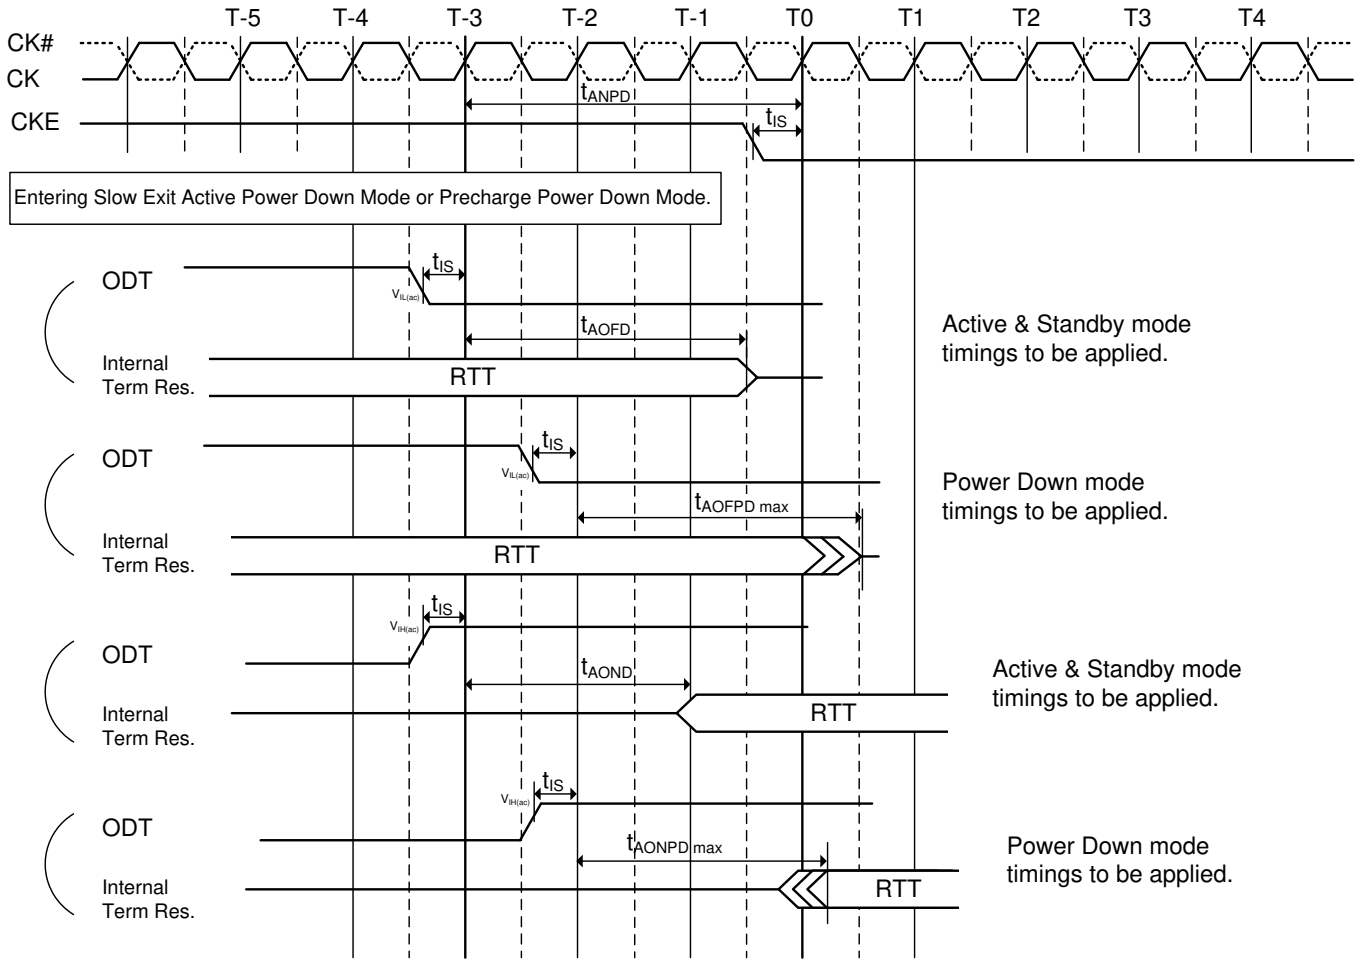 T-5 T-4 T-3 T-2 T-1 T0 T1 T2 T3 T4
CK#
CK
tANPD
CKE
tIS
Entering Slow Exit Active Power Down Mode or Precharge Power Down Mode.
ODT
tIS
VIL(ac)
tAOFD
Active & Standby mode
timings to be applied.
Internal
Term Res.
RTT
ODT
tIS
VIL(ac)
tAOFPD max
Power Down mode
timings to be applied.
Internal
Term Res.
RTT
tIS
VIH(ac)
ODT
tAOND
Active & Standby mode
timings to be applied.
Internal
Term Res.
RTT
tIS
VIH(ac)
ODT
tAONPD max
Power Down mode
timings to be applied.
Internal
Term Res.
RTT